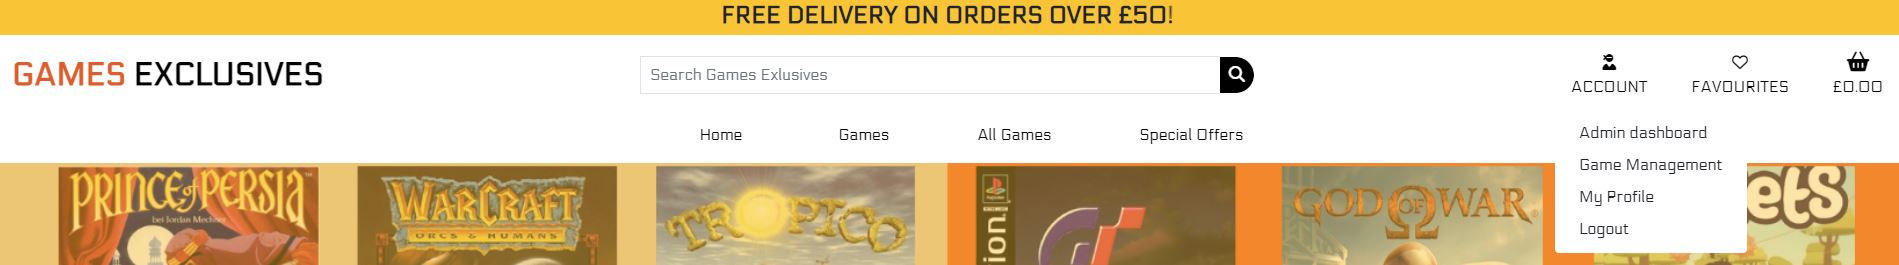 FREE DELIVERY ON ORDERS OVER £50!
GAMES EXCLUSIVES
Search Games Exlusives
ACCOUNT
FAVOURITES
£0.00
Home
Games
All Games
Special Offers
Admin dashboard
Game Management
My Profile
Logout
PRINCE of PERSIA
bei Jordan Mechner
WARCRAFT
ORCS & HUMANS
TROPICO
PlayStation
GT
GOD OF WAR
ets